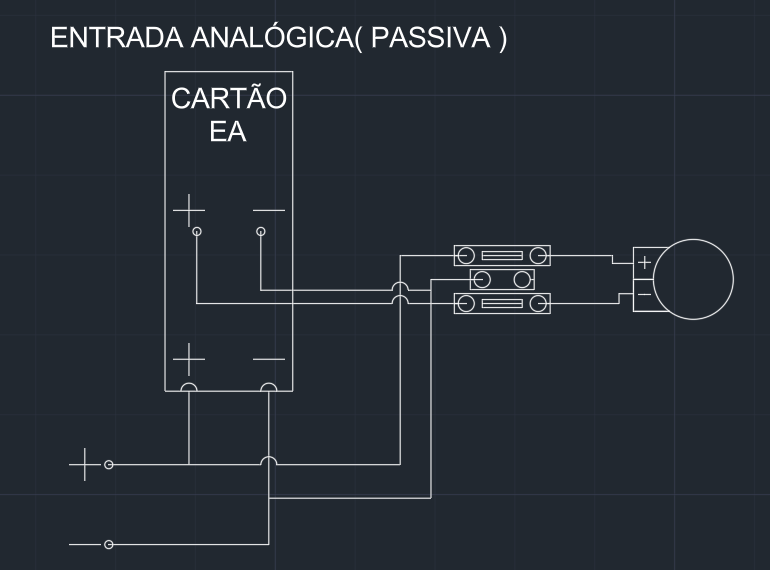 ENTRADA ANALÓGICA( PASSIVA )
CARTÃO
EA
+ −
+
−
+ −
+
−